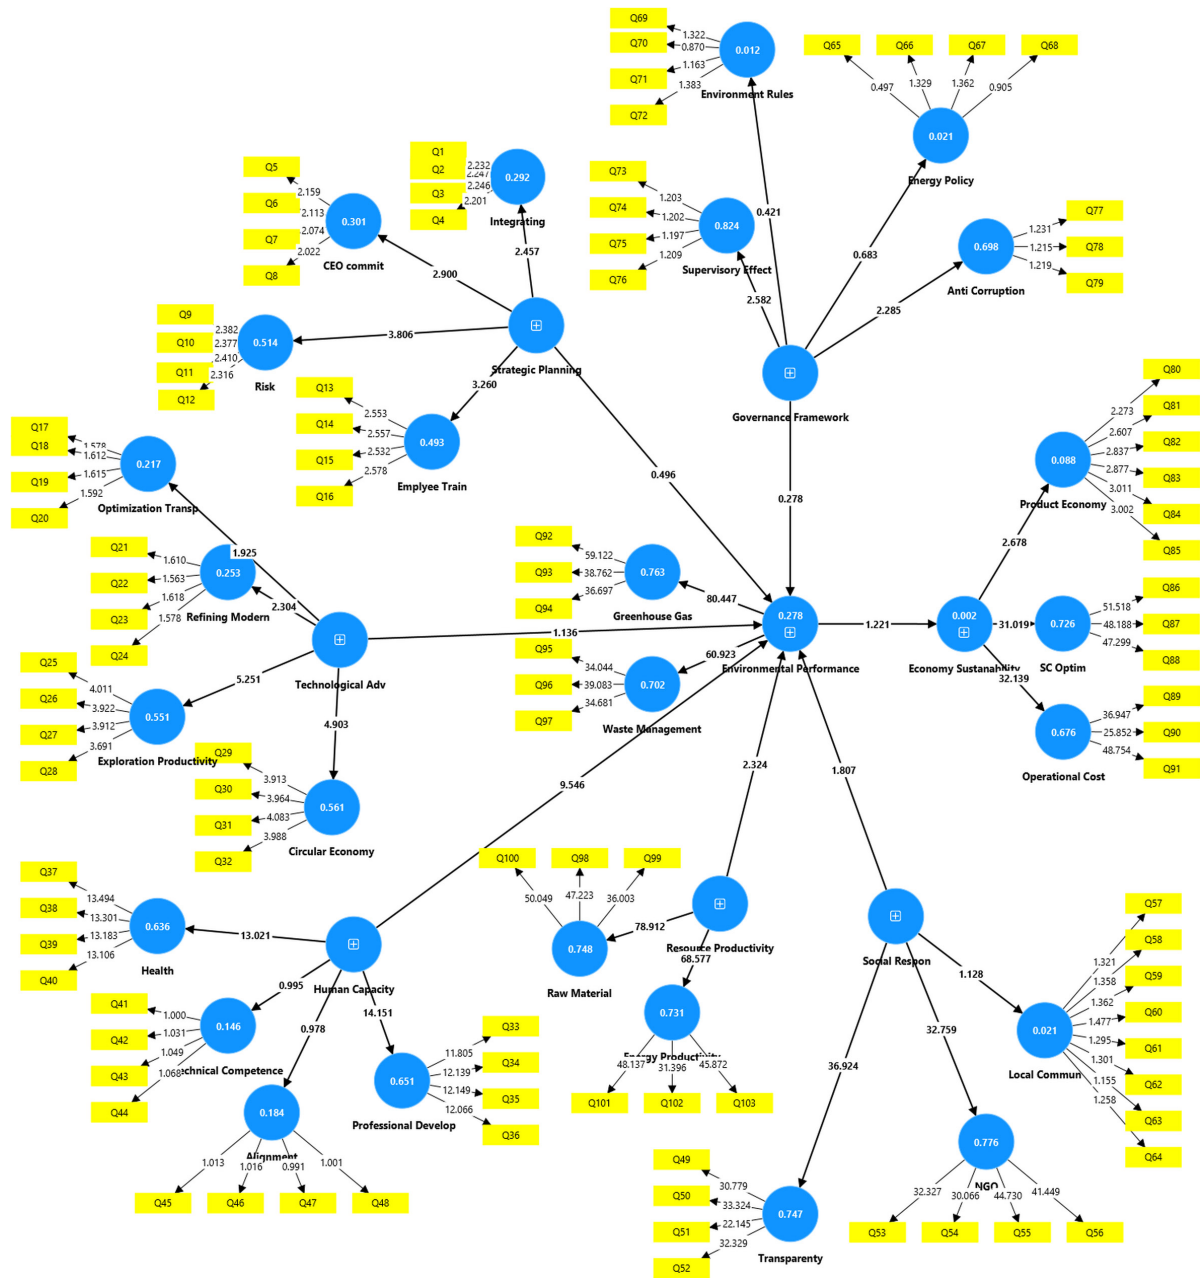 Q69
Q70
Q71
Q72
1.322
0.870
1.163
1.383
0.012
Environment Rules
Q65
Q66
Q67
Q68
0.497
1.329
1.362
0.905
0.021
Energy Policy
Q1
Q2
Q3
Q4
2.232
2.247
2.246
2.201
0.292
Integrating
Q5
Q6
Q7
Q8
2.159
2.113
2.074
2.022
0.301
CEO commit
Q73
Q74
Q75
Q76
1.203
1.202
1.197
1.209
0.824
Supervisory Effect
0.421
0.683
2.582
2.285
Q77
Q78
Q79
1.231
1.215
1.219
0.698
Anti Corruption
2.457
2.900
3.806
3.260
Strategic Planning
Q9
Q10
Q11
Q12
2.382
2.377
2.410
2.316
0.514
Risk
Q13
Q14
Q15
Q16
2.553
2.557
2.532
2.578
0.493
Emplyee Train
Governance Framework
0.496
0.278
Q80
Q81
Q82
Q83
Q84
Q85
2.273
2.607
2.837
2.877
3.011
3.002
0.088
Product Economy
Q17
Q18
Q19
Q20
1.578
1.612
1.615
1.592
0.217
Optimization Transp
Q21
Q22
Q23
Q24
1.610
1.563
1.618
1.578
0.253
Refining Modern
1.925
2.304
5.251
4.903
1.136
Technological Adv
Q25
Q26
Q27
Q28
4.011
3.922
3.912
3.691
0.551
Exploration Productivity
Q29
Q30
Q31
Q32
3.913
3.964
4.083
3.988
0.561
Circular Economy
Q92
Q93
Q94
59.122
38.762
36.697
0.763
Greenhouse Gas
80.447
Q95
Q96
Q97
34.044
39.083
34.681
0.702
Waste Management
60.923
0.278
Environmental Performance
1.221
0.002
Economy Sustanability
2.678
31.019
32.139
Q86
Q87
Q88
51.518
48.188
47.299
0.726
SC Optim
Q89
Q90
Q91
36.947
25.852
48.754
0.676
Operational Cost
9.546
2.324
1.807
Q37
Q38
Q39
Q40
13.494
13.301
13.183
13.106
0.636
Health
13.021
0.995
0.978
14.151
Human Capacity
Q41
Q42
Q43
Q44
1.000
1.031
1.049
1.068
0.146
chnical Competence
Q45
Q46
Q47
Q48
1.013
1.016
0.991
1.001
0.184
Alignment
Q33
Q34
Q35
Q36
11.805
12.139
12.149
12.066
0.651
Professional Develop
Q100
Q98
Q99
50.049
47.223
36.003
0.748
Raw Material
78.912
68.577
Resource Productivity
0.731
Energy Productivity
48.137
31.396
45.872
Q101
Q102
Q103
Social Respon
1.128
32.759
36.924
Q57
Q58
Q59
Q60
Q61
Q62
Q63
Q64
1.321
1.358
1.362
1.477
1.295
1.301
1.155
1.258
0.021
Local Commun
0.776
NGO
32.327
30.066
44.730
41.449
Q53
Q54
Q55
Q56
Q49
Q50
Q51
Q52
30.779
33.324
22.145
32.329
0.747
Transparenty